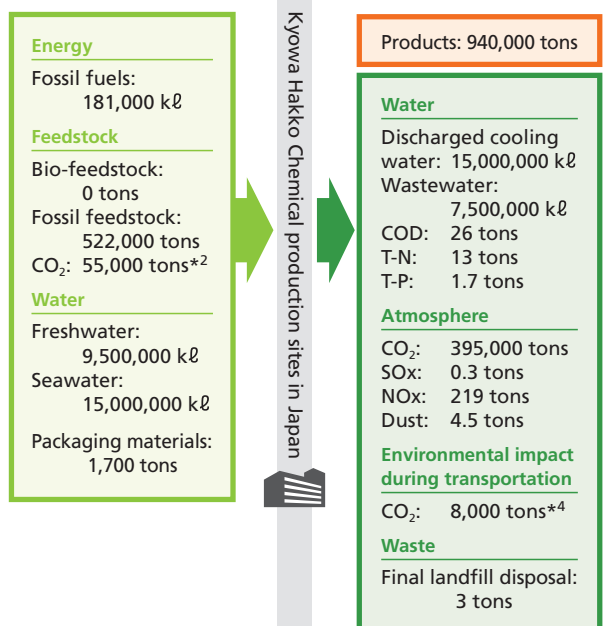 Energy
Fossil fuels:
181,000 kℓ
Feedstock
Bio-feedstock:
0 tons
Fossil feedstock:
522,000 tons
CO₂: 55,000 tons*²
Water
Freshwater:
9,500,000 kℓ
Seawater:
15,000,000 kℓ
Packaging materials:
1,700 tons
Kyowa Hakko Chemical production sites in Japan
Products: 940,000 tons
Water
Discharged cooling
water: 15,000,000 kℓ
Wastewater:
7,500,000 kℓ
COD: 26 tons
T-N: 13 tons
T-P: 1.7 tons
Atmosphere
CO₂: 395,000 tons
SOx: 0.3 tons
NOx: 219 tons
Dust: 4.5 tons
Environmental impact
during transportation
CO₂: 8,000 tons*⁴
Waste
Final landfill disposal:
3 tons